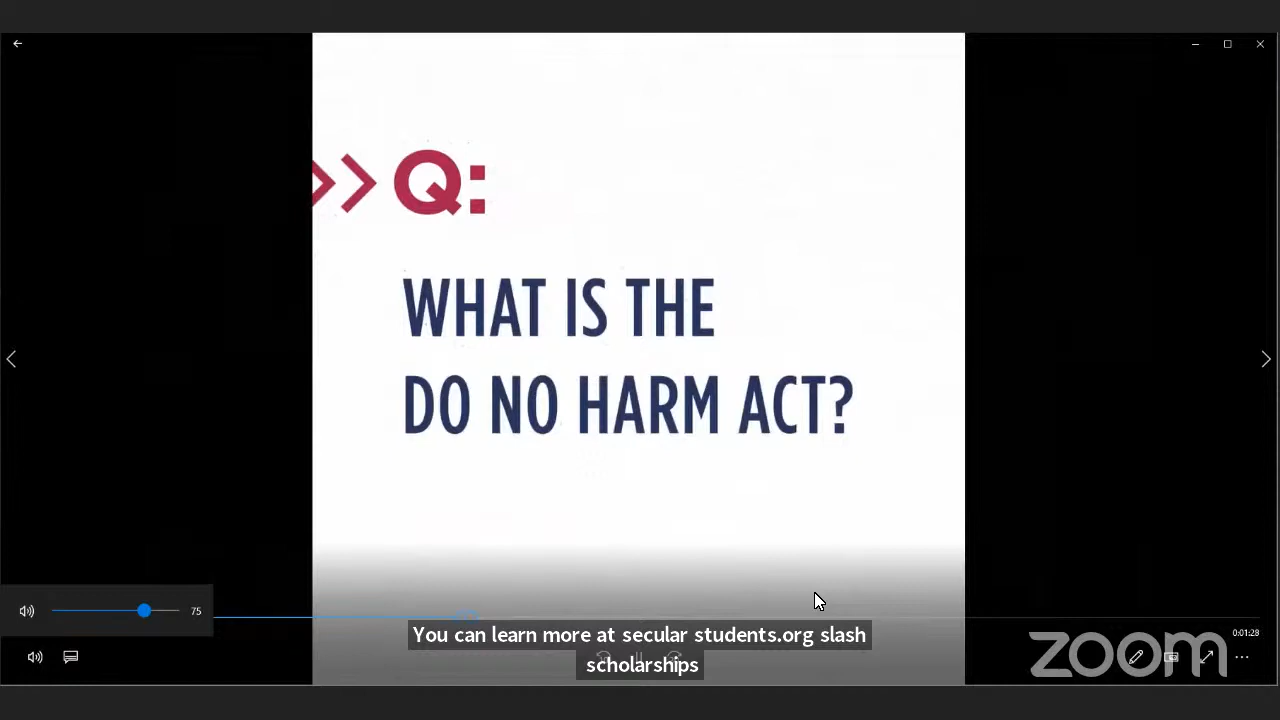 Q:
WHAT IS THE
DO NO HARM ACT?
75
You can learn more at secular students.org slash
scholarships
0:01:28
zoom